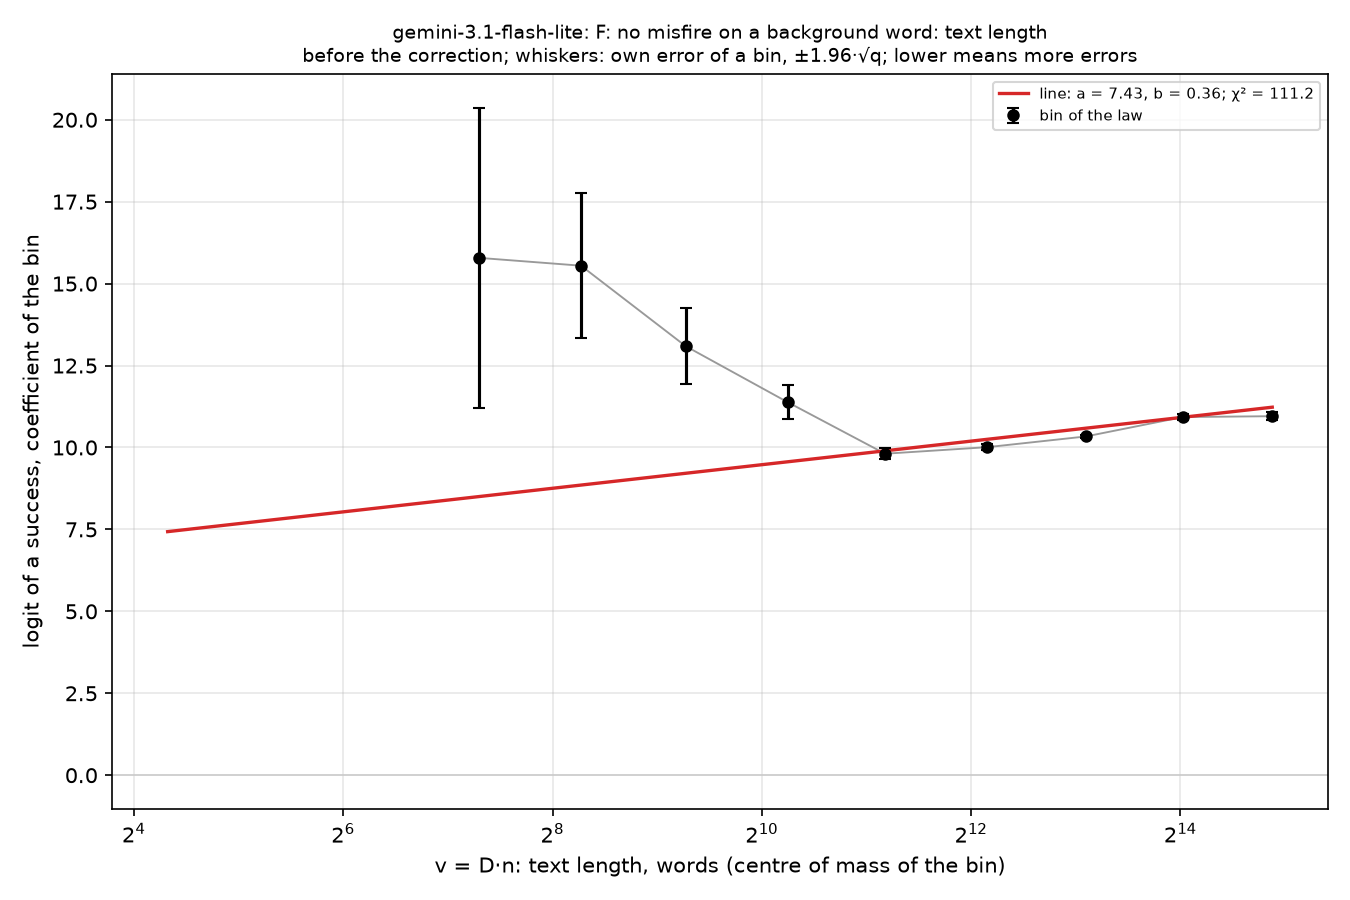 gemini-3.1-flash-lite: F: no misfire on a background word: text length
before the correction; whiskers: own error of a bin, ±1.96·√q; lower means more errors
line: a = 7.43, b = 0.36; χ² = 111.2
bin of the law
logit of a success, coefficient of the bin
20.0
17.5
15.0
12.5
10.0
7.5
5.0
2.5
0.0
2⁴
2⁶
2⁸
2¹⁰
2¹²
2¹⁴
v = D·n: text length, words (centre of mass of the bin)